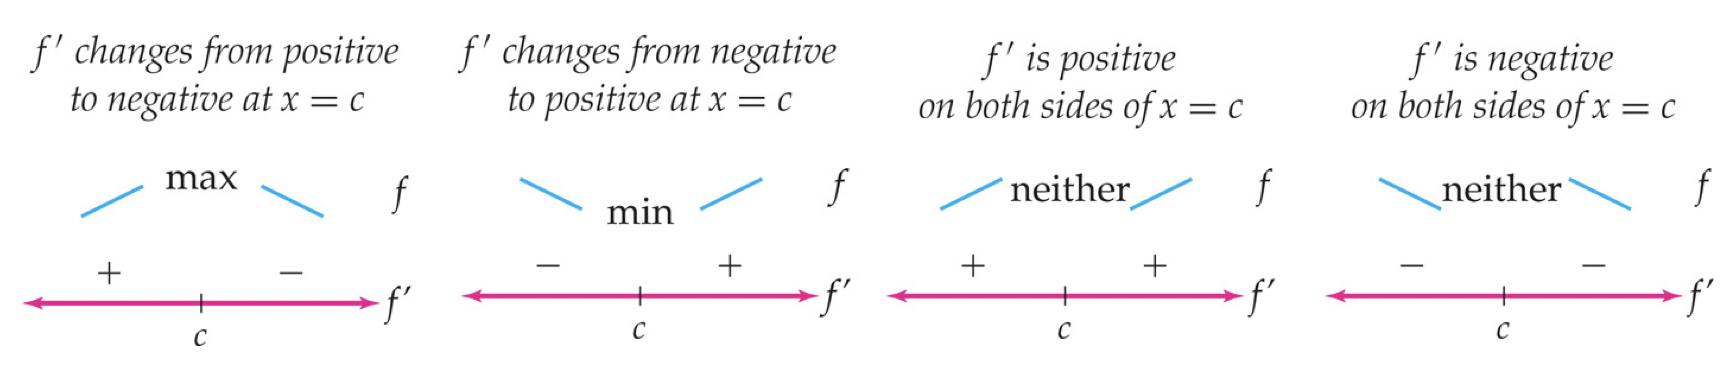 f′ changes from positive
to negative at x = c
max
f
+ −
f′
c
f′ changes from negative
to positive at x = c
min
f
− +
f′
c
f′ is positive
on both sides of x = c
neither
f
+ +
f′
c
f′ is negative
on both sides of x = c
neither
f
− −
f′
c